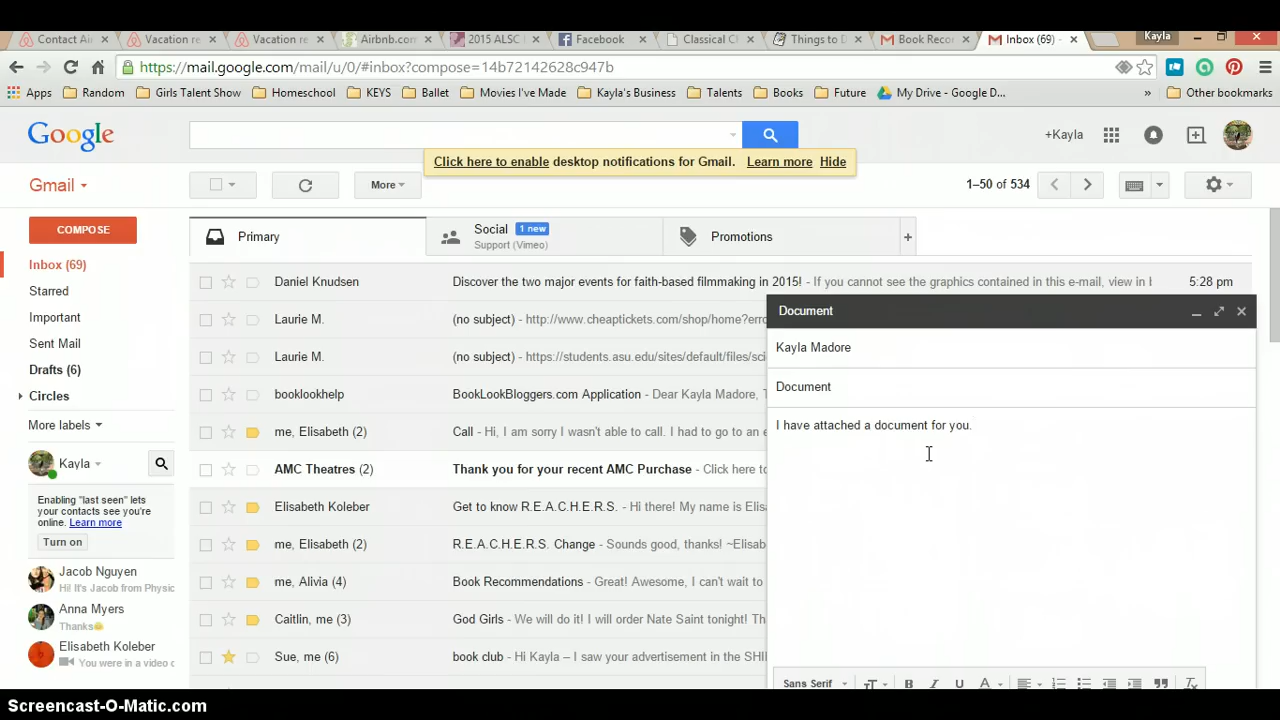 Contact Ai
Vacation re
Vacation re
Airbnb.com
2015 ALSC
Facebook
Classical C
Things to D
Book Reco
Inbox (69) -
Kayla
https://mail.google.com/mail/u/0/#inbox?compose=14b72142628c947b
Apps Random Girls Talent Show Homeschool KEYS Ballet Movies I've Made Kayla's Business Talents Books Future My Drive - Google D... » Other bookmarks
Google
+Kayla
Click here to enable desktop notifications for Gmail. Learn more Hide
Gmail
More
1–50 of 534
COMPOSE
Inbox (69)
Starred
Important
Sent Mail
Drafts (6)
Circles
More labels
Kayla
Enabling "last seen" lets
your contacts see you're
online. Learn more
Turn on
Jacob Nguyen
Hi! It's Jacob from Physic
Anna Myers
Thanks
Elisabeth Koleber
You were in a video c
Primary
Social 1 new
Support (Vimeo)
Promotions
+
Daniel Knudsen Discover the two major events for faith-based filmmaking in 2015! - If you cannot see the graphics contained in this e-mail, view in b 5:28 pm
Laurie M. (no subject) - http://www.cheaptickets.com/shop/home?erro
Laurie M. (no subject) - https://students.asu.edu/sites/default/files/sci
booklookhelp BookLookBloggers.com Application - Dear Kayla Madore, T
me, Elisabeth (2) Call - Hi, I am sorry I wasn't able to call. I had to go to an e
AMC Theatres (2) Thank you for your recent AMC Purchase - Click here to
Elisabeth Koleber Get to know R.E.A.C.H.E.R.S. - Hi there! My name is Elisa
me, Elisabeth (2) R.E.A.C.H.E.R.S. Change - Sounds good, thanks! ~Elisab
me, Alivia (4) Book Recommendations - Great! Awesome, I can't wait to
Caitlin, me (3) God Girls - We will do it! I will order Nate Saint tonight! Th
Sue, me (6) book club - Hi Kayla – I saw your advertisement in the SHI
Document
Kayla Madore
Document
I have attached a document for you.
Sans Serif
Screencast-O-Matic.com